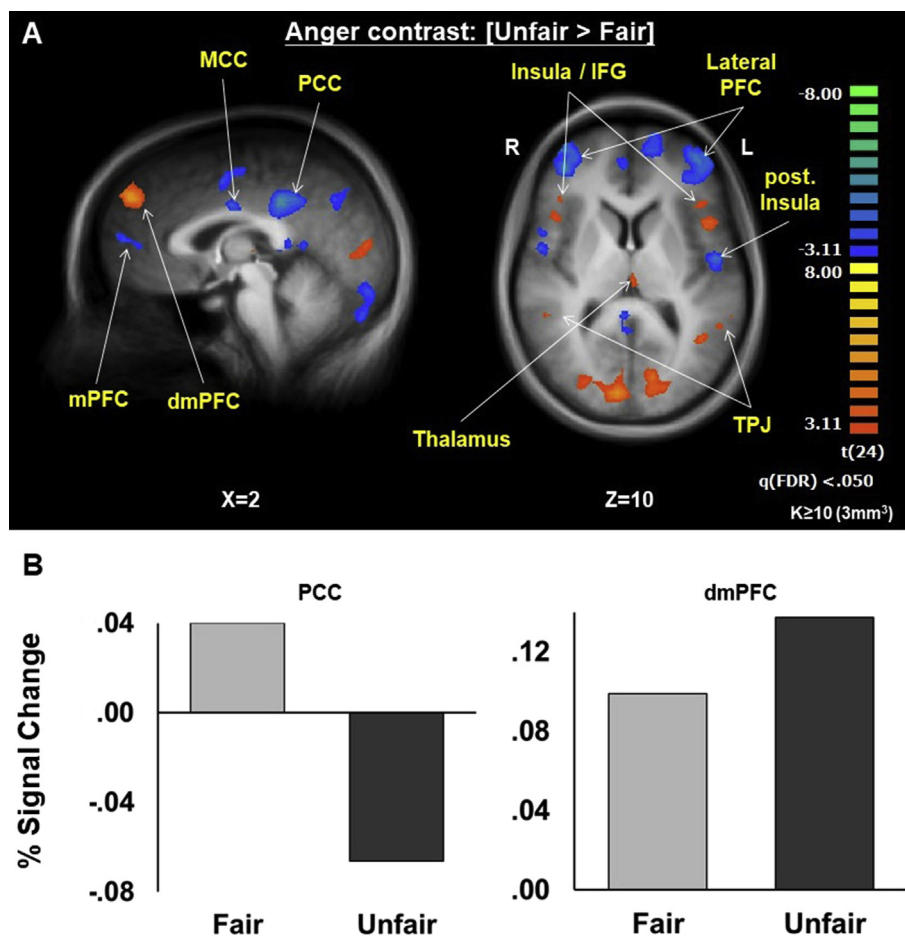 A
Anger contrast: [Unfair > Fair]
MCC
PCC
Insula / IFG
Lateral
PFC
R
L
post.
Insula
mPFC
dmPFC
Thalamus
TPJ
-8.00
-3.11
8.00
3.11
t(24)
q(FDR) <.050
K≥10 (3mm³)
X=2
Z=10
B
PCC
% Signal Change
.04
.00
-.04
-.08
Fair
Unfair
dmPFC
.12
.08
.04
.00
Fair
Unfair